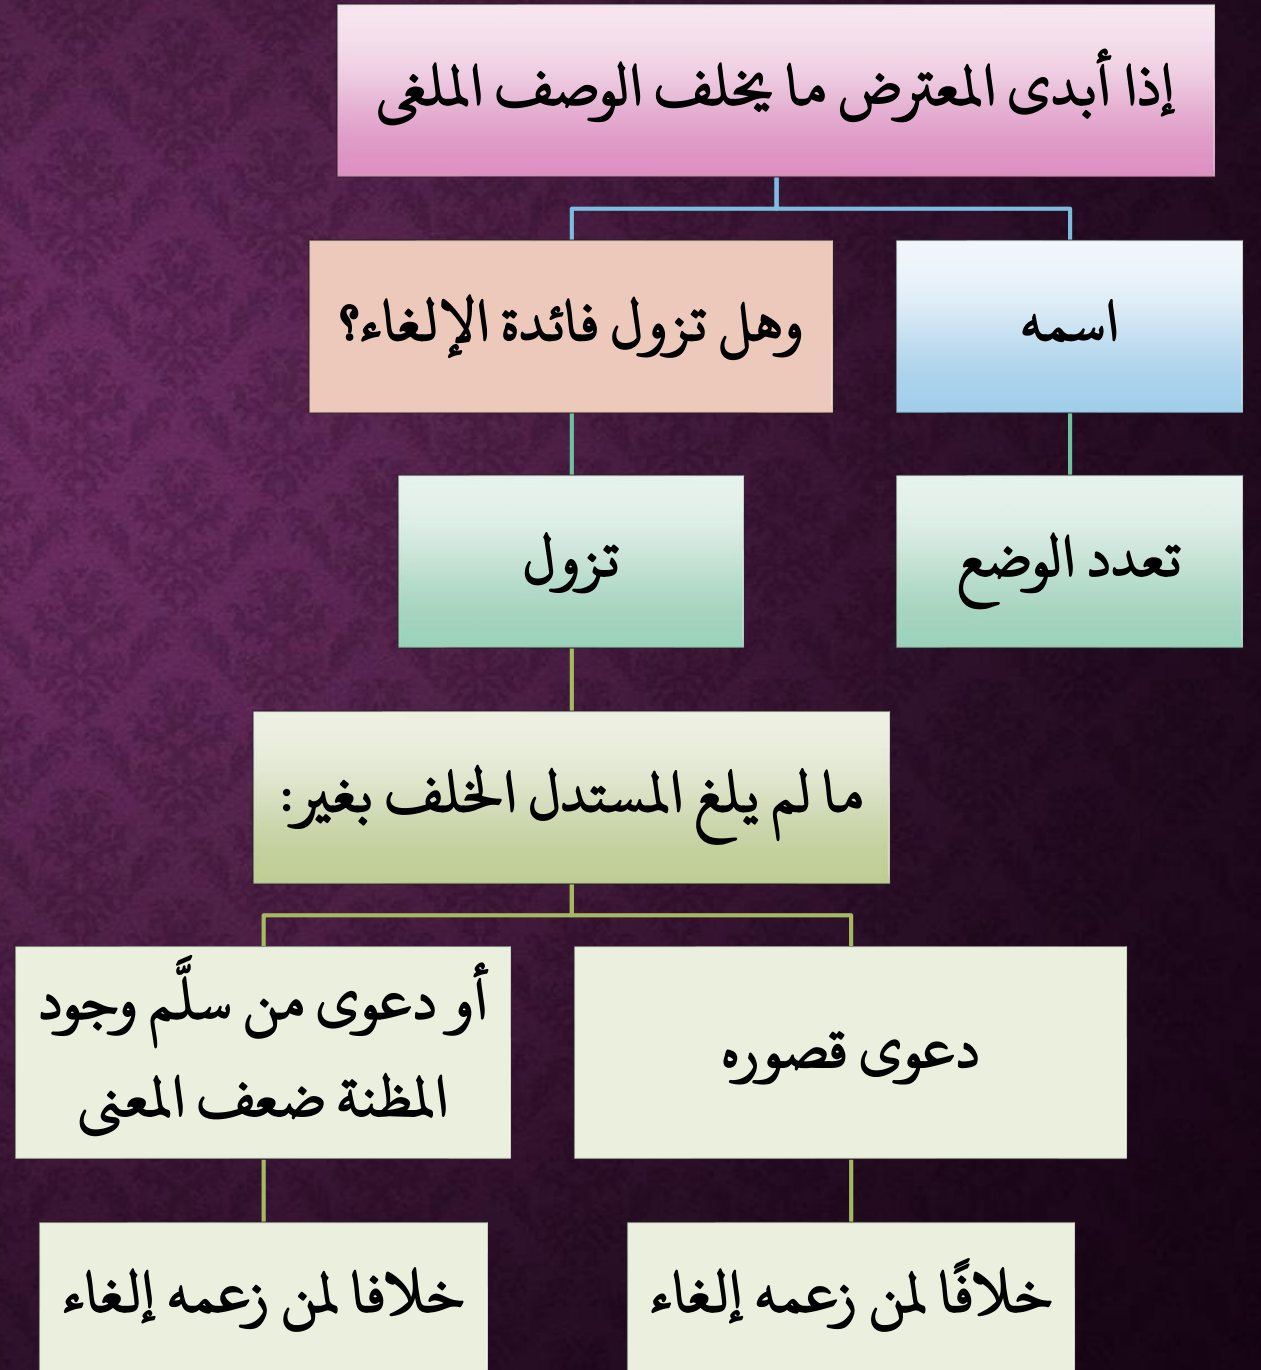 إذا أبدى المعترض ما يخلف الوصف الملغى
اسمه
وهل تزول فائدة الإلغاء؟
تعدد الوضع
تزول
ما لم يلغ المستدل الخلف بغير:
دعوى قصوره
أو دعوى من سلَّم وجود
المظنة ضعف المعنى
خلافًا لمن زعمه إلغاء
خلافا لمن زعمه إلغاء